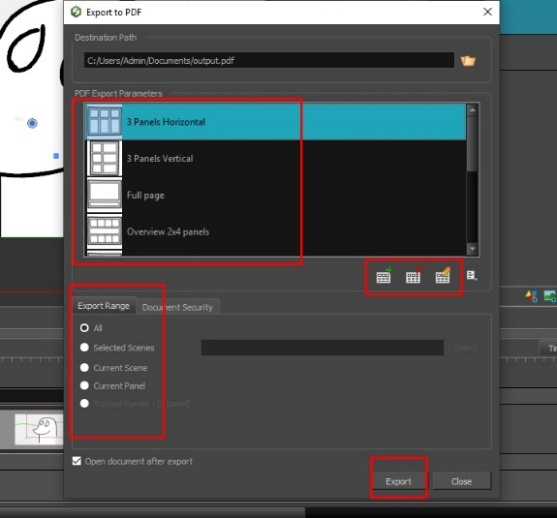 Export to PDF
Destination Path
C:/Users/Admin/Documents/output.pdf
PDF Export Parameters
3 Panels Horizontal
3 Panels Vertical
Full page
Overview 2x4 panels
Export Range
Document Security
All
Selected Scenes
Select
Current Scene
Current Panel
Tracked Panels -
Open document after export
Export
Close